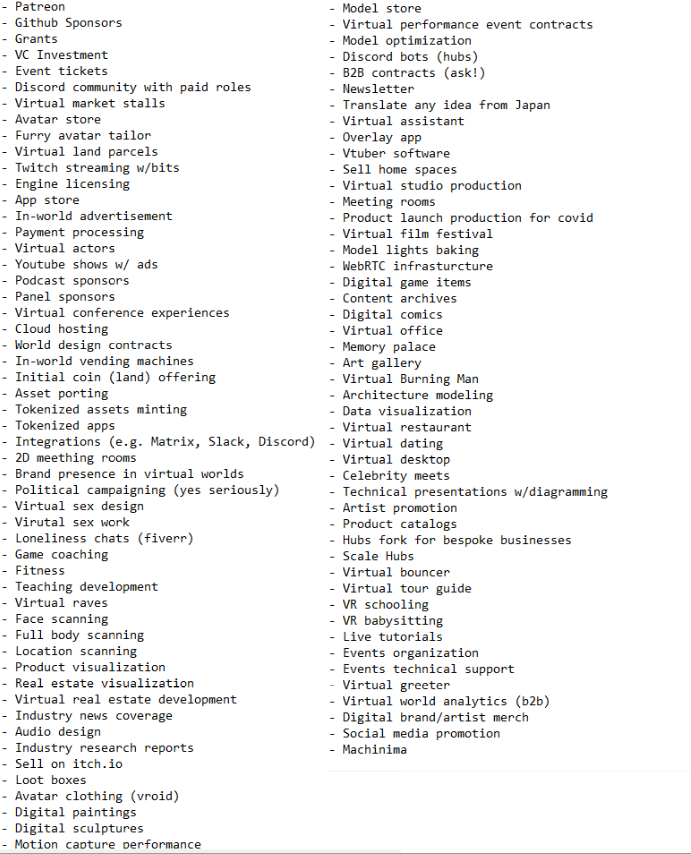 - Patreon
- Github Sponsors
- Grants
- VC Investment
- Event tickets
- Discord community with paid roles
- Virtual market stalls
- Avatar store
- Furry avatar tailor
- Virtual land parcels
- Twitch streaming w/bits
- Engine licensing
- App store
- In-world advertisement
- Payment processing
- Virtual actors
- Youtube shows w/ ads
- Podcast sponsors
- Panel sponsors
- Virtual conference experiences
- Cloud hosting
- World design contracts
- In-world vending machines
- Initial coin (land) offering
- Asset porting
- Tokenized assets minting
- Tokenized apps
- Integrations (e.g. Matrix, Slack, Discord)
- 2D meething rooms
- Brand presence in virtual worlds
- Political campaigning (yes seriously)
- Virtual sex design
- Virutal sex work
- Loneliness chats (fiverr)
- Game coaching
- Fitness
- Teaching development
- Virtual raves
- Face scanning
- Full body scanning
- Location scanning
- Product visualization
- Real estate visualization
- Virtual real estate development
- Industry news coverage
- Audio design
- Industry research reports
- Sell on itch.io
- Loot boxes
- Avatar clothing (vroid)
- Digital paintings
- Digital sculptures
- Motion capture performance
- Model store
- Virtual performance event contracts
- Model optimization
- Discord bots (hubs)
- B2B contracts (ask!)
- Newsletter
- Translate any idea from Japan
- Virtual assistant
- Overlay app
- Vtuber software
- Sell home spaces
- Virtual studio production
- Meeting rooms
- Product launch production for covid
- Virtual film festival
- Model lights baking
- WebRTC infrasturcture
- Digital game items
- Content archives
- Digital comics
- Virtual office
- Memory palace
- Art gallery
- Virtual Burning Man
- Architecture modeling
- Data visualization
- Virtual restaurant
- Virtual dating
- Virtual desktop
- Celebrity meets
- Technical presentations w/diagramming
- Artist promotion
- Product catalogs
- Hubs fork for bespoke businesses
- Scale Hubs
- Virtual bouncer
- Virtual tour guide
- VR schooling
- VR babysitting
- Live tutorials
- Events organization
- Events technical support
- Virtual greeter
- Virtual world analytics (b2b)
- Digital brand/artist merch
- Social media promotion
- Machinima